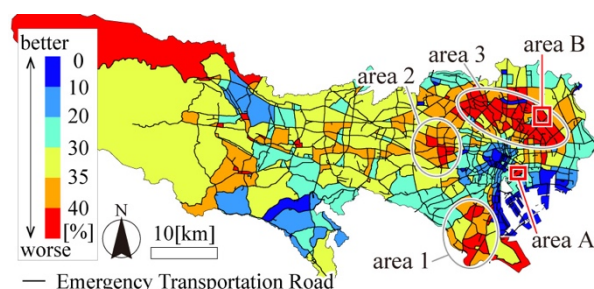 better
0
10
20
30
35
40
[%]
worse
N
10[km]
area 3
area B
area 2
area 1
area A
— Emergency Transportation Road